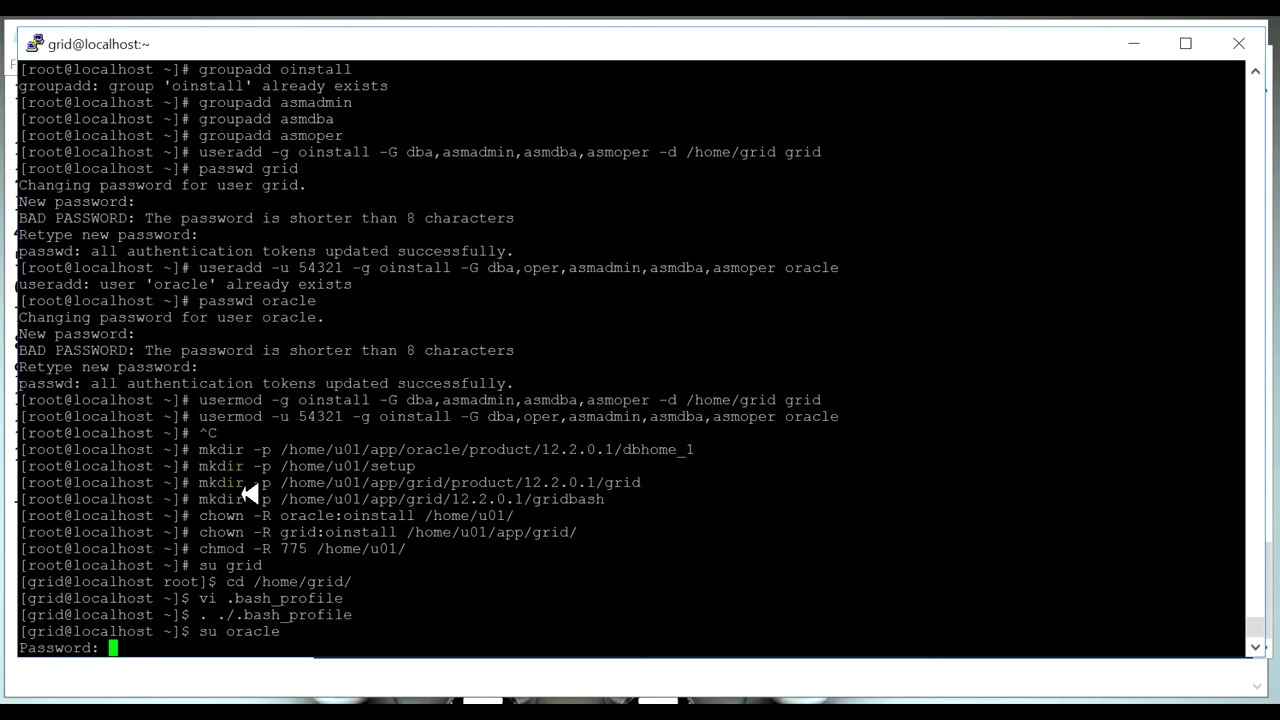 grid@localhost:~
[root@localhost ~]# groupadd oinstall
groupadd: group 'oinstall' already exists
[root@localhost ~]# groupadd asmadmin
[root@localhost ~]# groupadd asmdba
[root@localhost ~]# groupadd asmoper
[root@localhost ~]# useradd -g oinstall -G dba,asmadmin,asmdba,asmoper -d /home/grid grid
[root@localhost ~]# passwd grid
Changing password for user grid.
New password:
BAD PASSWORD: The password is shorter than 8 characters
Retype new password:
passwd: all authentication tokens updated successfully.
[root@localhost ~]# useradd -u 54321 -g oinstall -G dba,oper,asmadmin,asmdba,asmoper oracle
useradd: user 'oracle' already exists
[root@localhost ~]# passwd oracle
Changing password for user oracle.
New password:
BAD PASSWORD: The password is shorter than 8 characters
Retype new password:
passwd: all authentication tokens updated successfully.
[root@localhost ~]# usermod -g oinstall -G dba,asmadmin,asmdba,asmoper -d /home/grid grid
[root@localhost ~]# usermod -u 54321 -g oinstall -G dba,oper,asmadmin,asmdba,asmoper oracle
[root@localhost ~]# ^C
[root@localhost ~]# mkdir -p /home/u01/app/oracle/product/12.2.0.1/dbhome_1
[root@localhost ~]# mkdir -p /home/u01/setup
[root@localhost ~]# mkdir -p /home/u01/app/grid/product/12.2.0.1/grid
[root@localhost ~]# mkdir -p /home/u01/app/grid/12.2.0.1/gridbash
[root@localhost ~]# chown -R oracle:oinstall /home/u01/
[root@localhost ~]# chown -R grid:oinstall /home/u01/app/grid/
[root@localhost ~]# chmod -R 775 /home/u01/
[root@localhost ~]# su grid
[grid@localhost root]$ cd /home/grid/
[grid@localhost ~]$ vi .bash_profile
[grid@localhost ~]$ . ./.bash_profile
[grid@localhost ~]$ su oracle
Password: